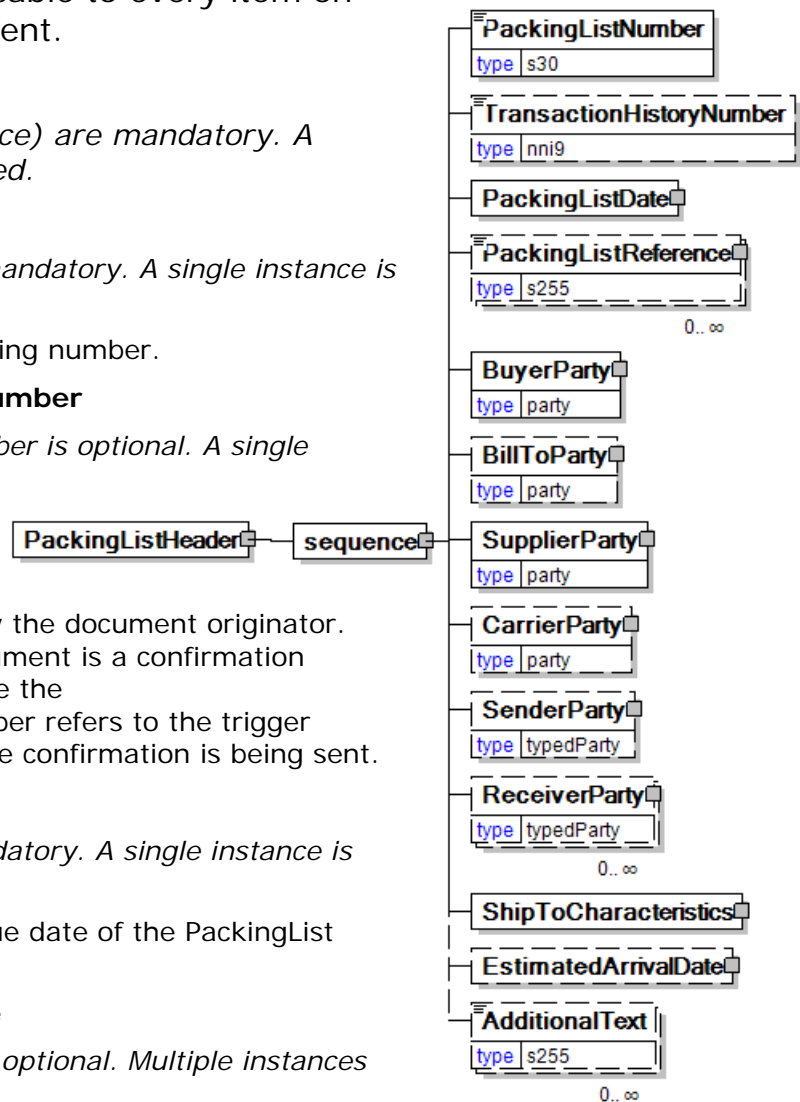 cable to every item on
ent.
ce) are mandatory. A
ed.
mandatory. A single instance is
ing number.
umber
ber is optional. A single
y the document originator.
ument is a confirmation
e the
ber refers to the trigger
e confirmation is being sent.
datory. A single instance is
ue date of the PackingList
e
optional. Multiple instances
PackingListHeader
sequence
PackingListNumber
type s30
TransactionHistoryNumber
type nni9
PackingListDate
PackingListReference
type s255
0.. ∞
BuyerParty
type party
BillToParty
type party
SupplierParty
type party
CarrierParty
type party
SenderParty
type typedParty
ReceiverParty
type typedParty
0.. ∞
ShipToCharacteristics
EstimatedArrivalDate
AdditionalText
type s255
0.. ∞